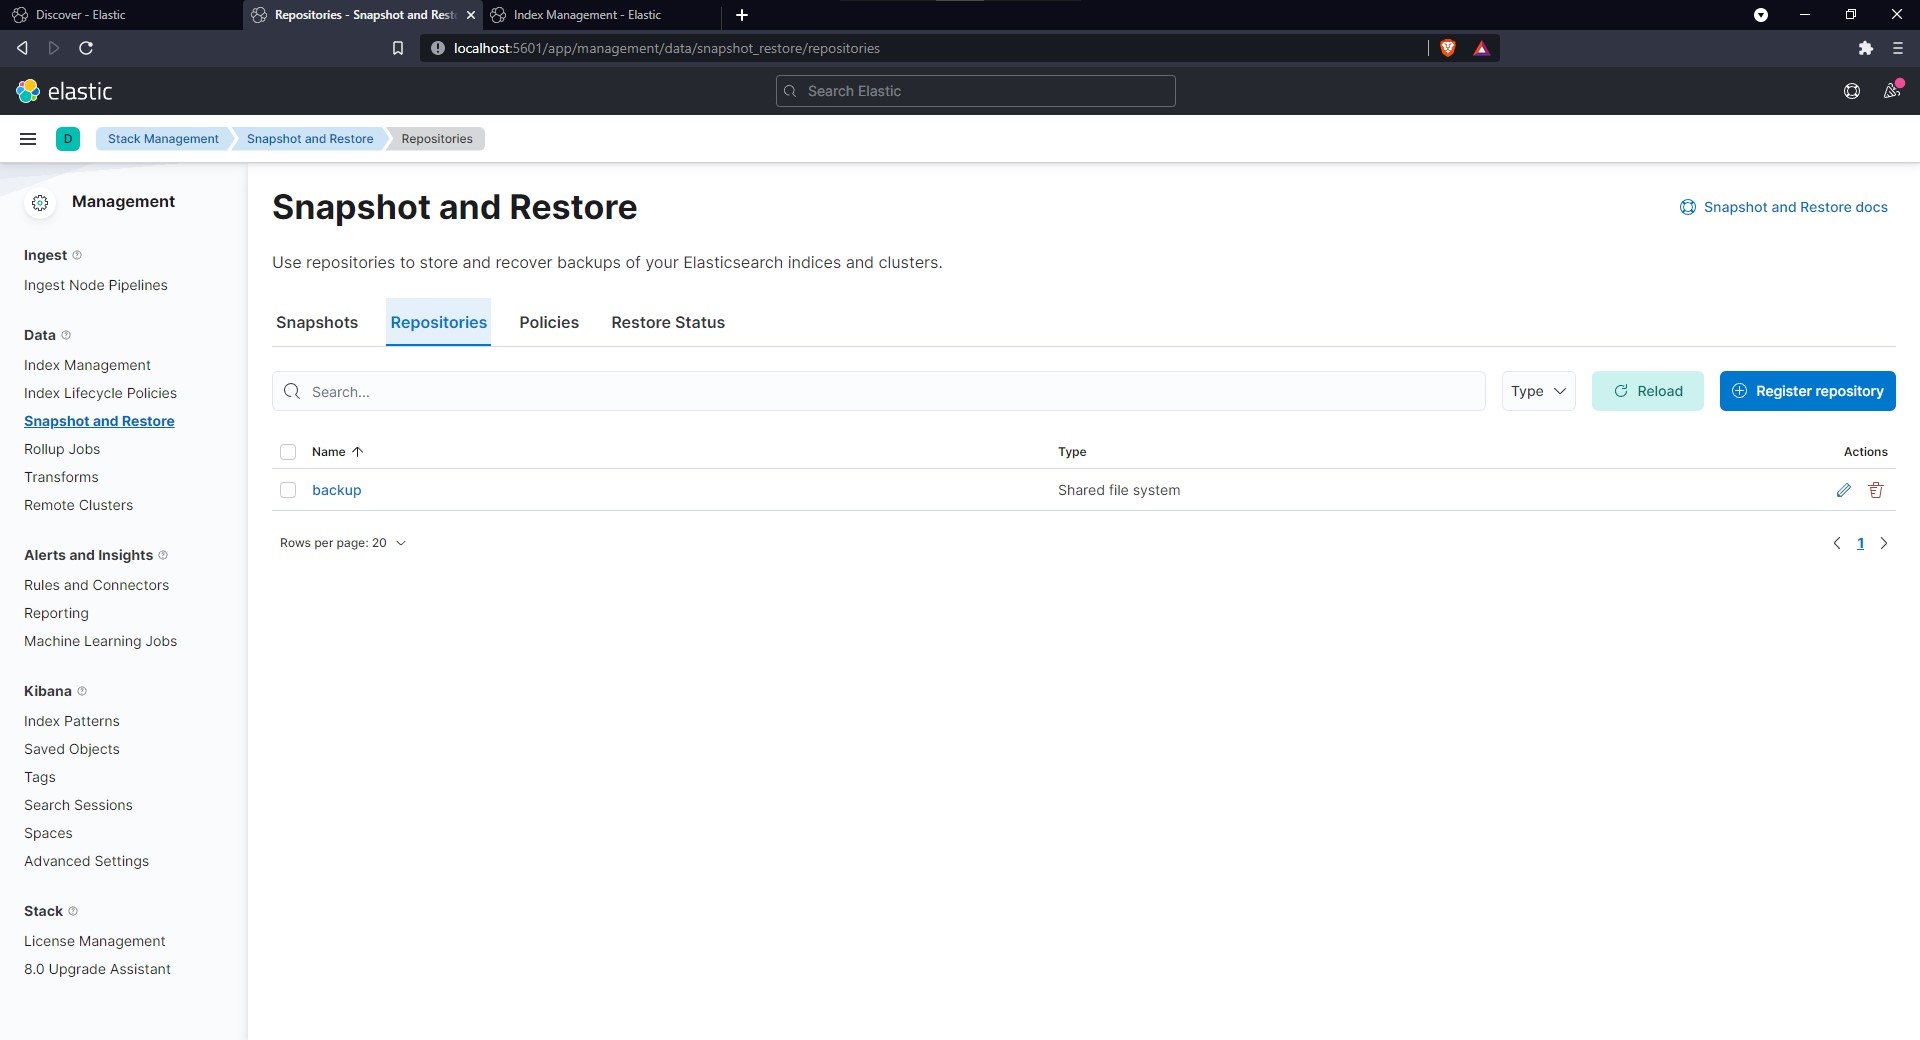 Discover - Elastic
Repositories - Snapshot and Rest
Index Management - Elastic
localhost:5601/app/management/data/snapshot_restore/repositories
elastic
Search Elastic
D
Stack Management
Snapshot and Restore
Repositories
Management
Ingest
Ingest Node Pipelines
Data
Index Management
Index Lifecycle Policies
Snapshot and Restore
Rollup Jobs
Transforms
Remote Clusters
Alerts and Insights
Rules and Connectors
Reporting
Machine Learning Jobs
Kibana
Index Patterns
Saved Objects
Tags
Search Sessions
Spaces
Advanced Settings
Stack
License Management
8.0 Upgrade Assistant
Snapshot and Restore
Snapshot and Restore docs
Use repositories to store and recover backups of your Elasticsearch indices and clusters.
Snapshots
Repositories
Policies
Restore Status
Search...
Type
Reload
Register repository
Name
Type
Actions
backup
Shared file system
Rows per page: 20
1